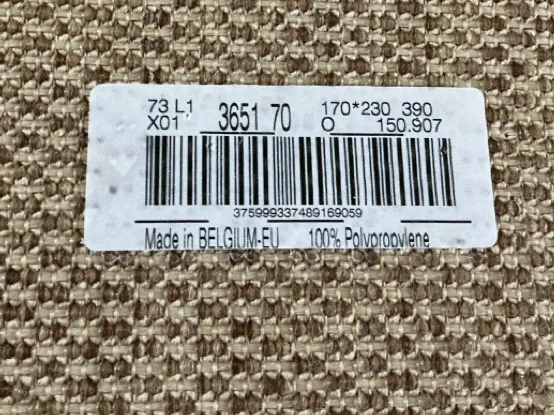 73 L1 3651 70 170*230 390
X01 O 150.907
375999337489169059
Made in BELGIUM-EU 100% Polypropylene